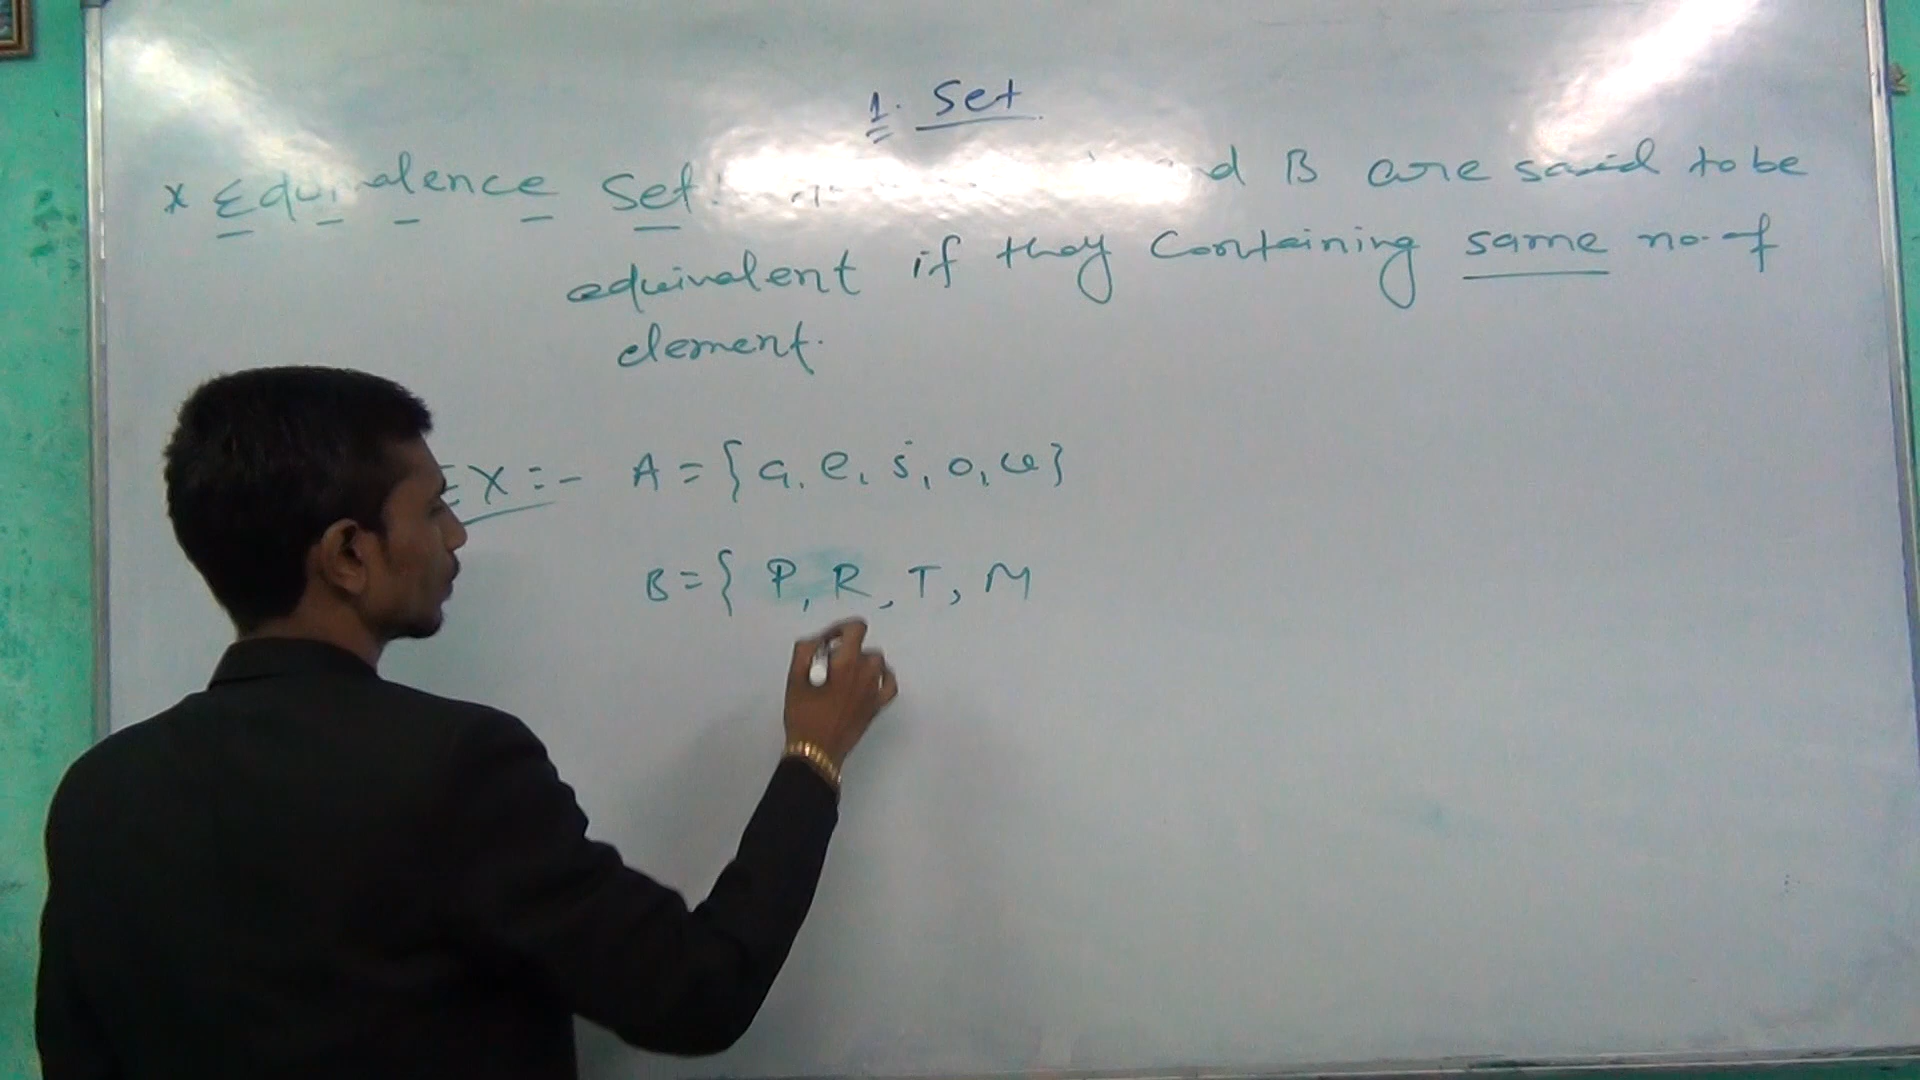 1. Set
* Equivalence Set: B are said to be
equivalent if they containing same no. of
element.
EX:- A = {a, e, i, o, u}
B = { P, R, T, M